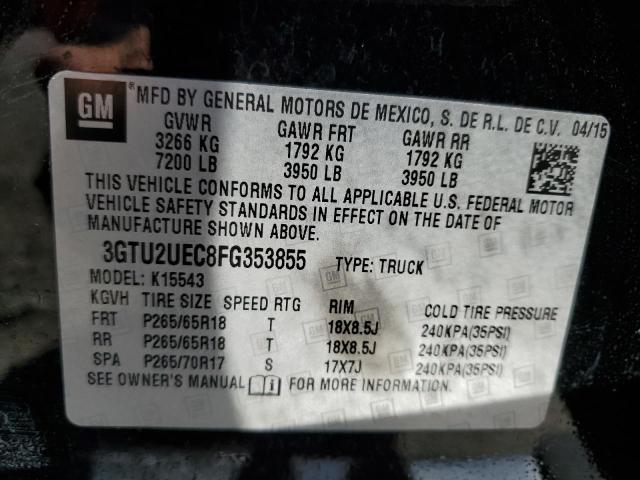 GM ® MFD BY GENERAL MOTORS DE MEXICO, S. DE R.L. DE C.V. 04/15
GVWR GAWR FRT GAWR RR
3266 KG 1792 KG 1792 KG
7200 LB 3950 LB 3950 LB
THIS VEHICLE CONFORMS TO ALL APPLICABLE U.S. FEDERAL MOTOR
VEHICLE SAFETY STANDARDS IN EFFECT ON THE DATE OF
MANUFACTURE SHOWN ABOVE.
3GTU2UEC8FG353855 TYPE: TRUCK
MODEL: K15543
KGVH TIRE SIZE SPEED RTG RIM COLD TIRE PRESSURE
FRT P265/65R18 T 18X8.5J 240KPA(35PSI)
RR P265/65R18 T 18X8.5J 240KPA(35PSI)
SPA P265/70R17 S 17X7J 240KPA(35PSI)
SEE OWNER'S MANUAL FOR MORE INFORMATION.